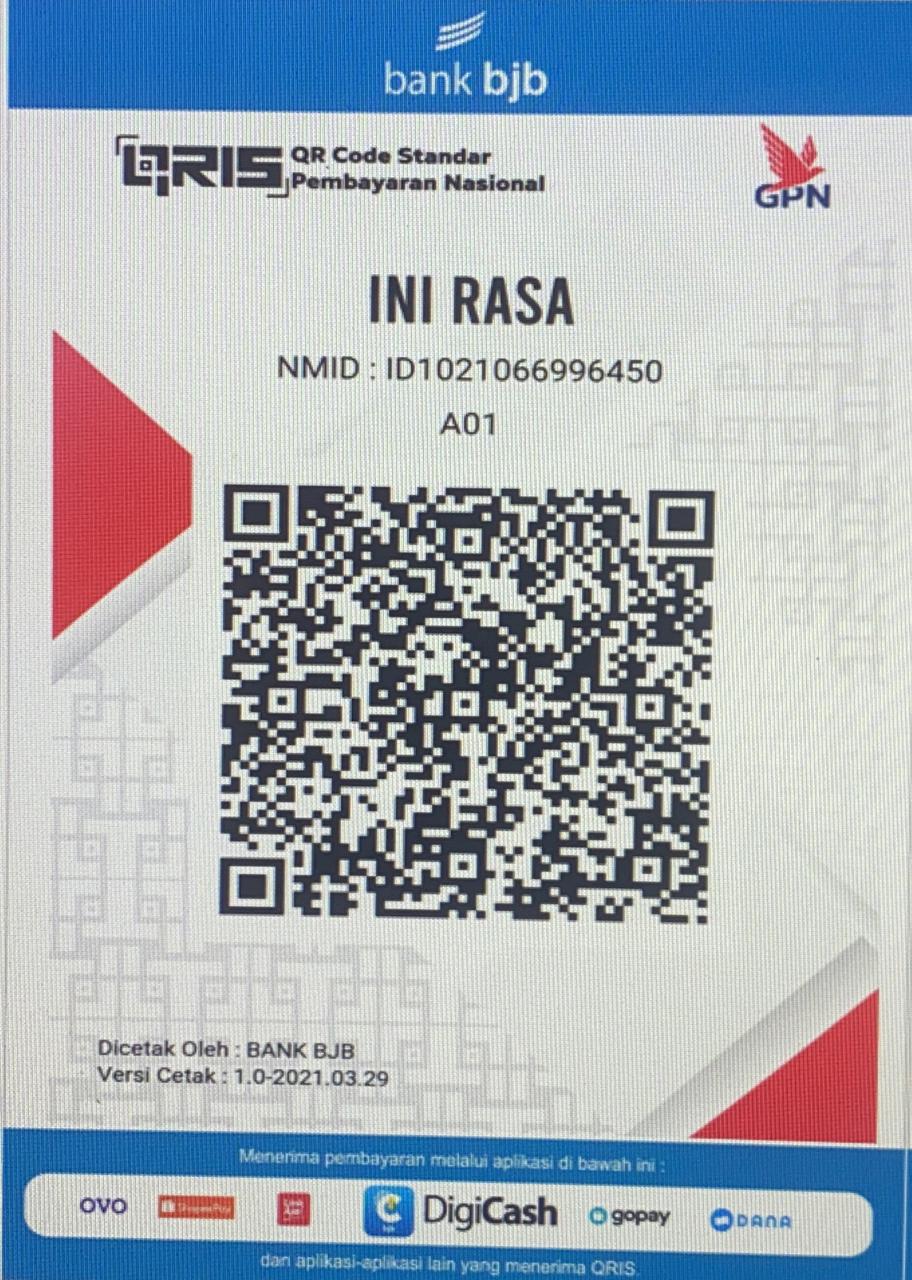 bank bjb
QRIS QR Code Standar
Pembayaran Nasional
GPN
INI RASA
NMID : ID1021066996450
A01
Dicetak Oleh : BANK BJB
Versi Cetak : 1.0-2021.03.29
Menerima pembayaran melalui aplikasi di bawah ini :
OVO ShopeePay LinkAja! DigiCash gopay DANA
dan aplikasi-aplikasi lain yang menerima QRIS.